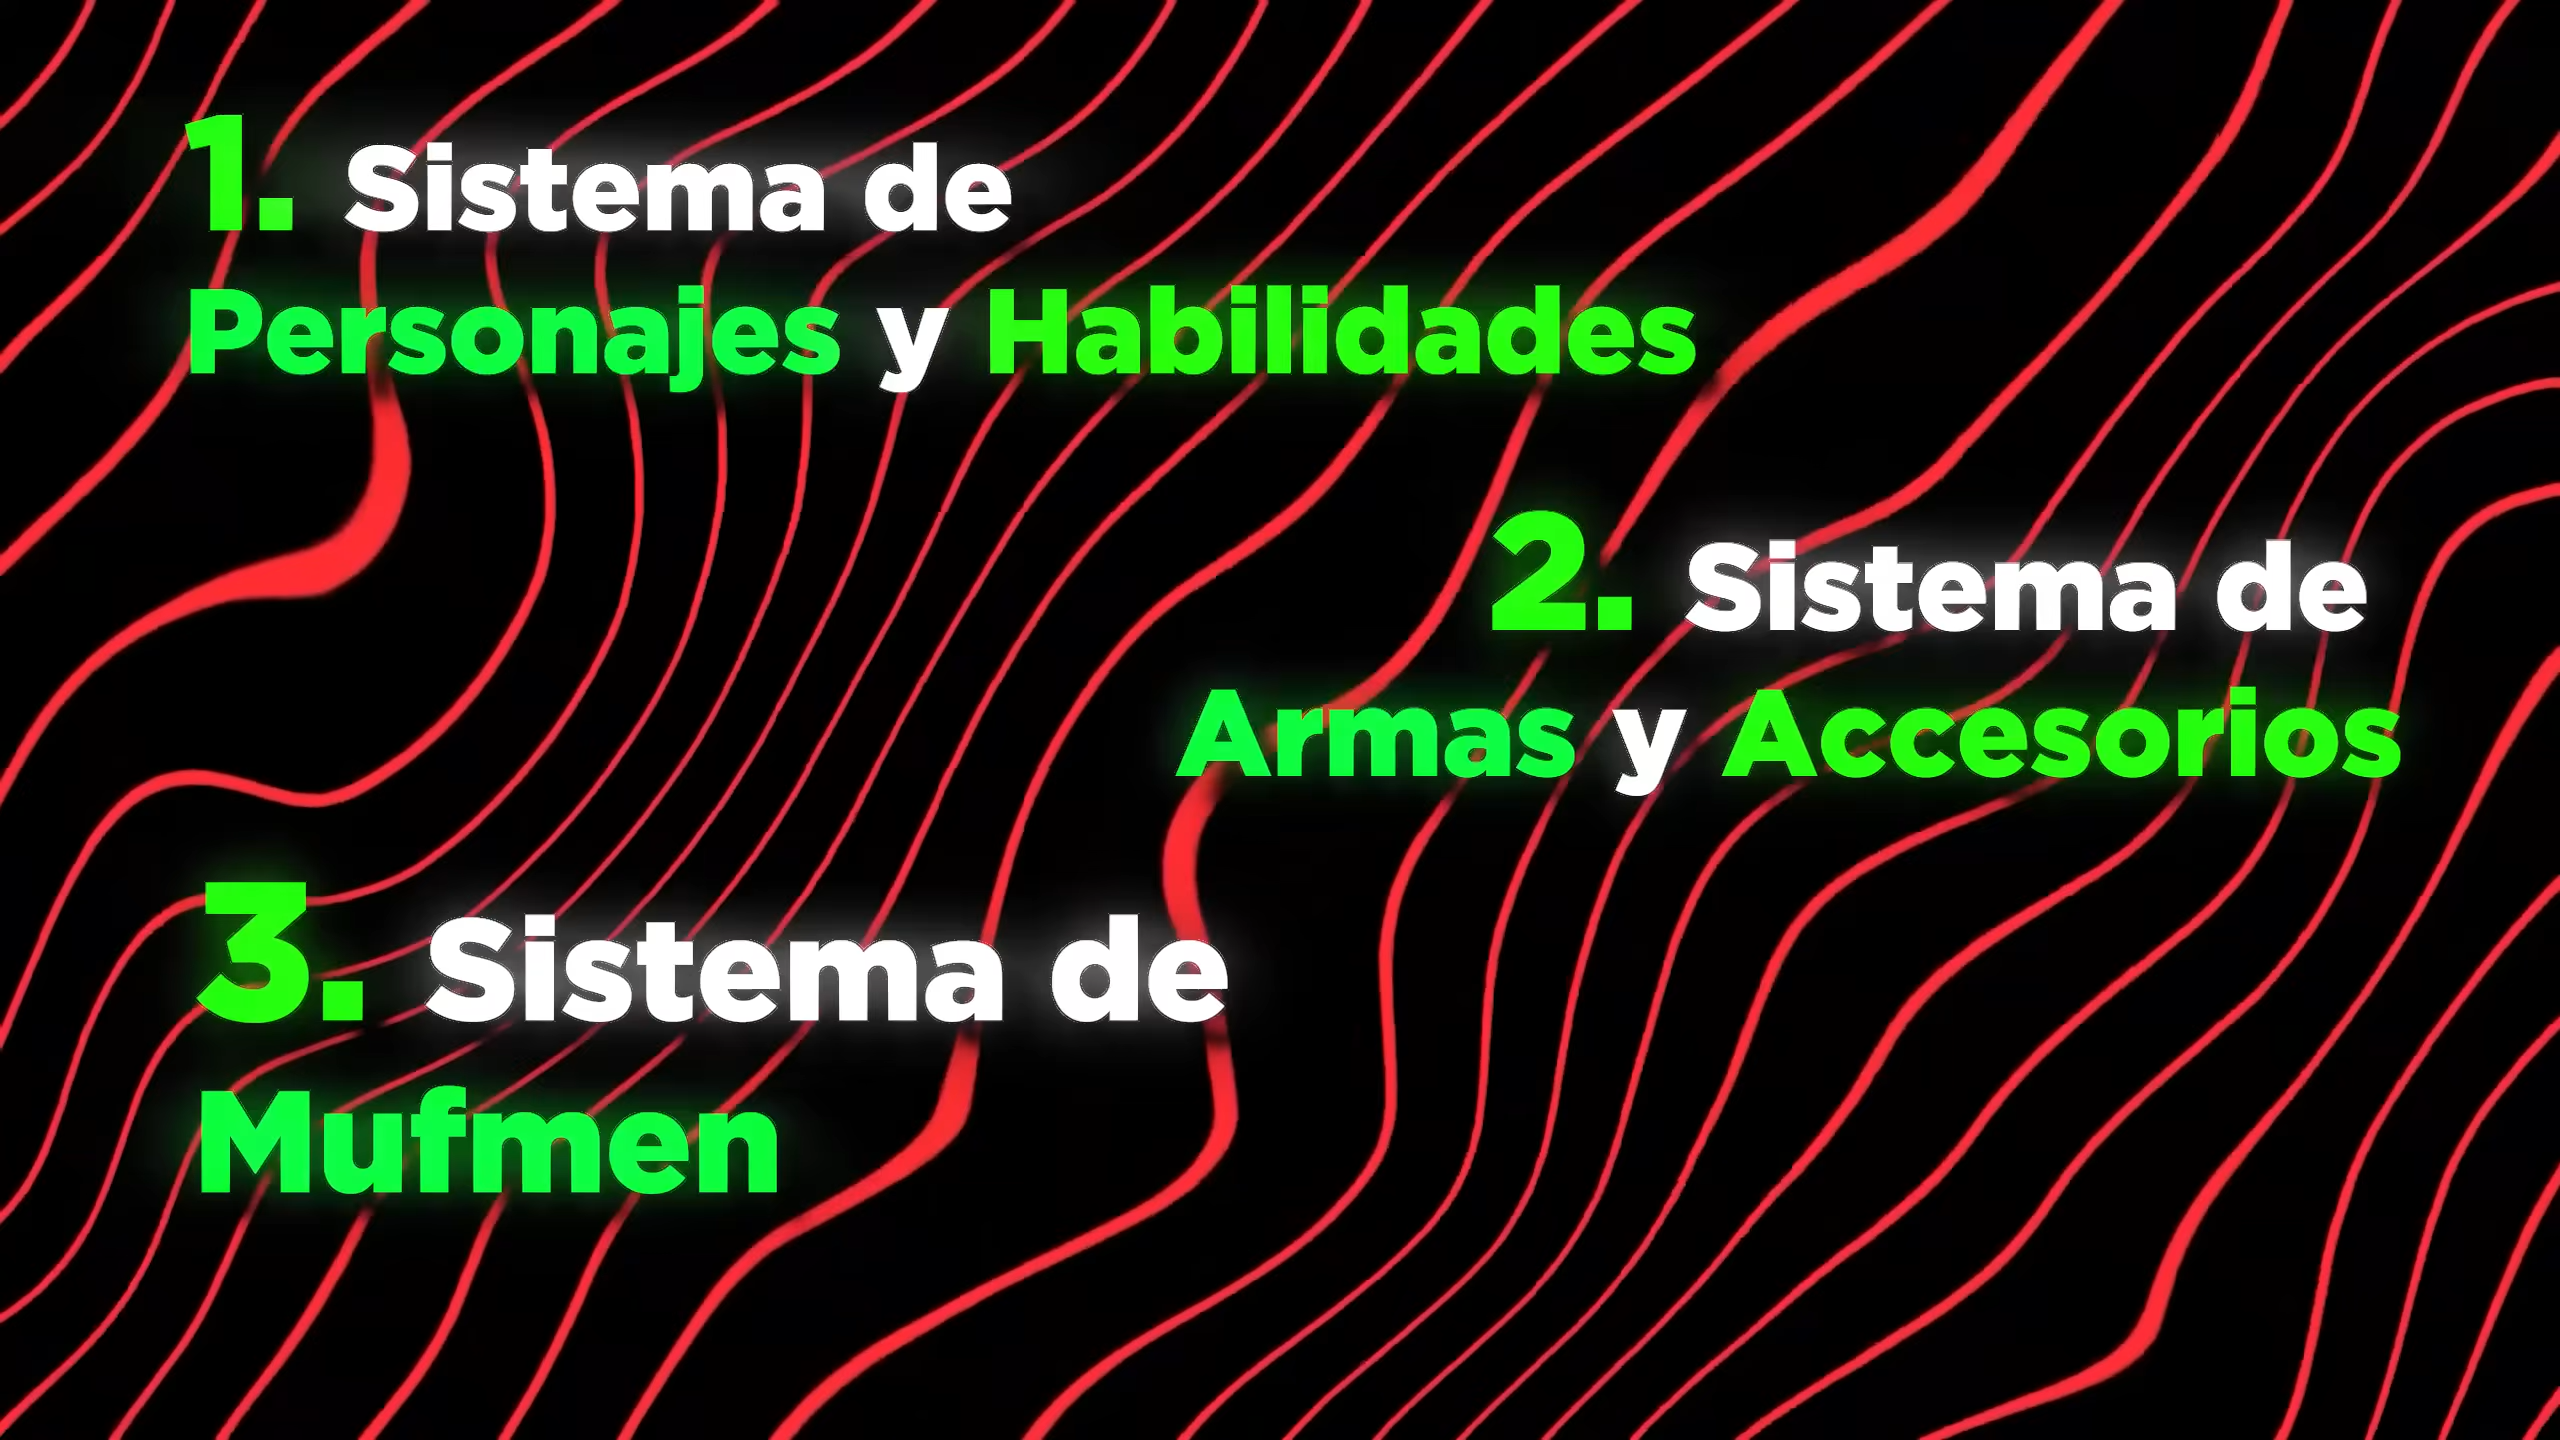 1. Sistema de
Personajes y Habilidades
2. Sistema de
Armas y Accesorios
3. Sistema de
Mufmen